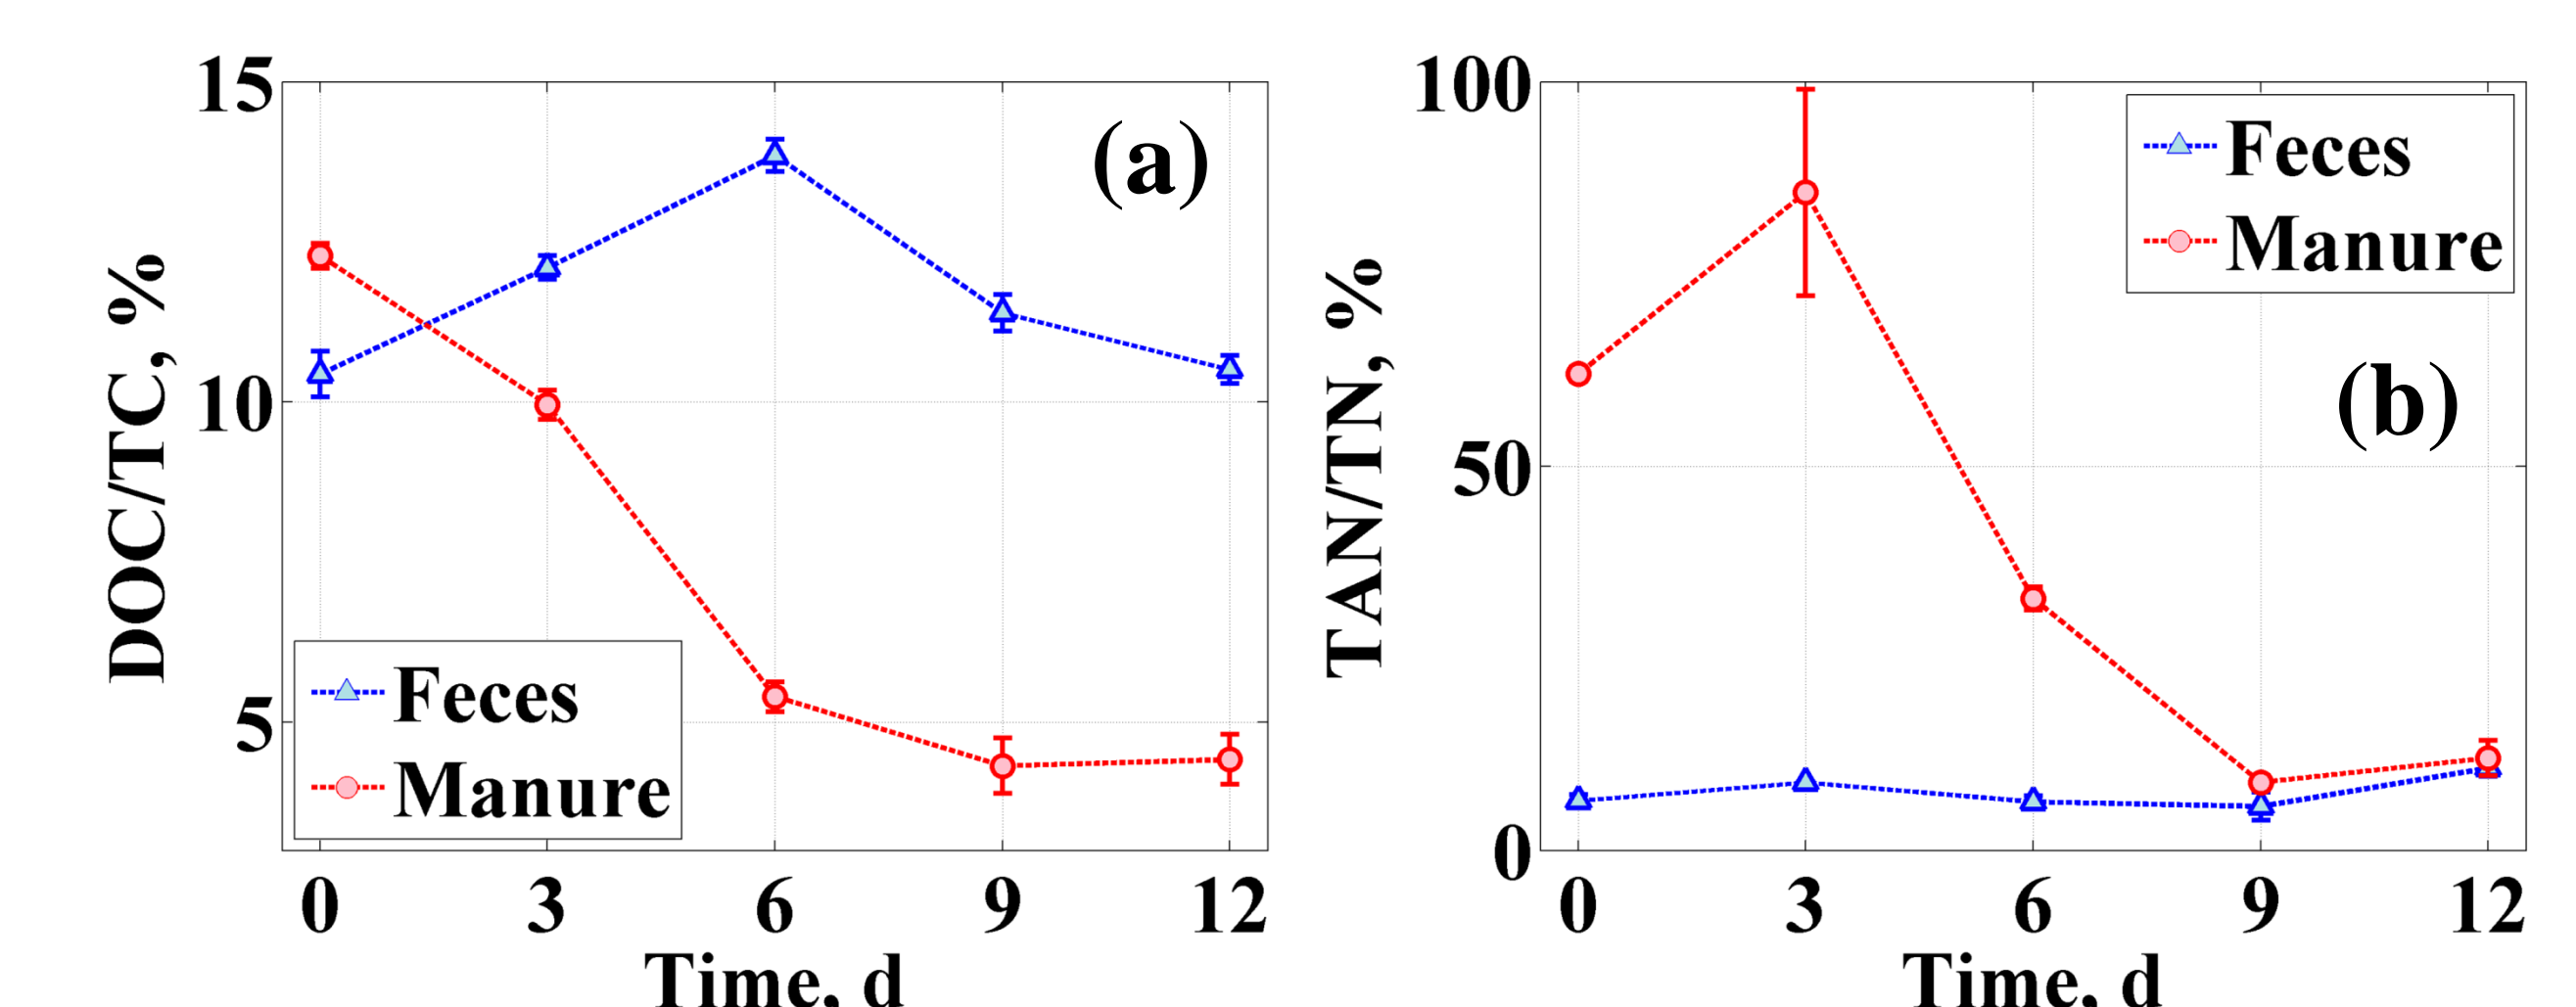 15
10
5
DOC/TC, %
(a)
Feces
Manure
0 3 6 9 12
Time, d
100
50
0
TAN/TN, %
Feces
Manure
(b)
0 3 6 9 12
Time, d